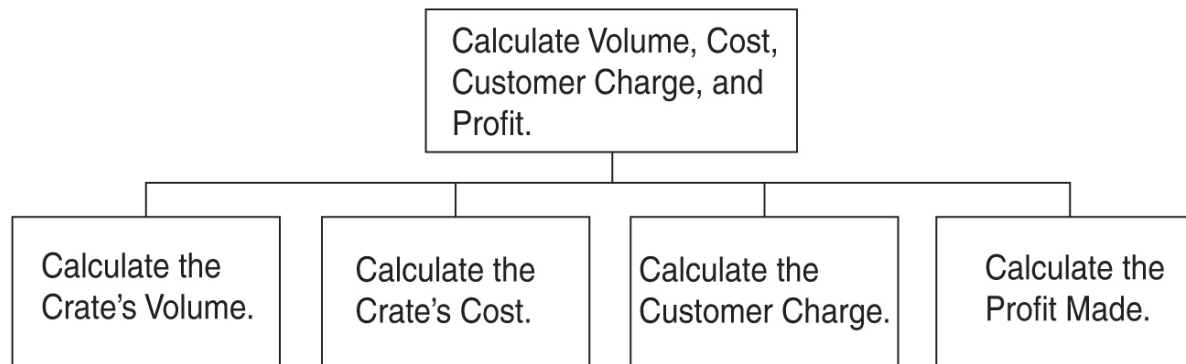 Calculate Volume, Cost,
Customer Charge, and
Profit.
Calculate the
Crate’s Volume.
Calculate the
Crate’s Cost.
Calculate the
Customer Charge.
Calculate the
Profit Made.